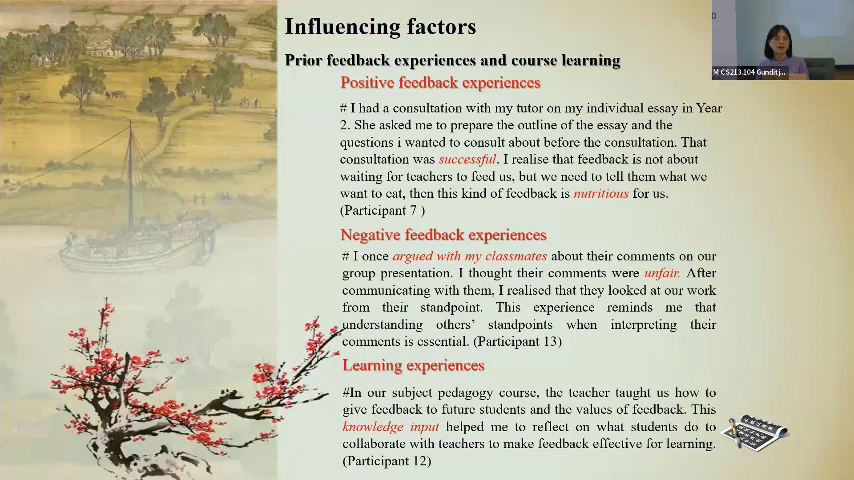 Influencing factors
Prior feedback experiences and course learning
Positive feedback experiences
# I had a consultation with my tutor on my individual essay in Year
2. She asked me to prepare the outline of the essay and the
questions i wanted to consult about before the consultation. That
consultation was successful. I realise that feedback is not about
waiting for teachers to feed us, but we need to tell them what we
want to eat, then this kind of feedback is nutritious for us.
(Participant 7 )
Negative feedback experiences
# I once argued with my classmates about their comments on our
group presentation. I thought their comments were unfair. After
communicating with them, I realised that they looked at our work
from their standpoint. This experience reminds me that
understanding others' standpoints when interpreting their
comments is essential. (Participant 13)
Learning experiences
#In our subject pedagogy course, the teacher taught us how to
give feedback to future students and the values of feedback. This
knowledge input helped me to reflect on what students do to
collaborate with teachers to make feedback effective for learning.
(Participant 12)
M CS213.104 Gunditj...